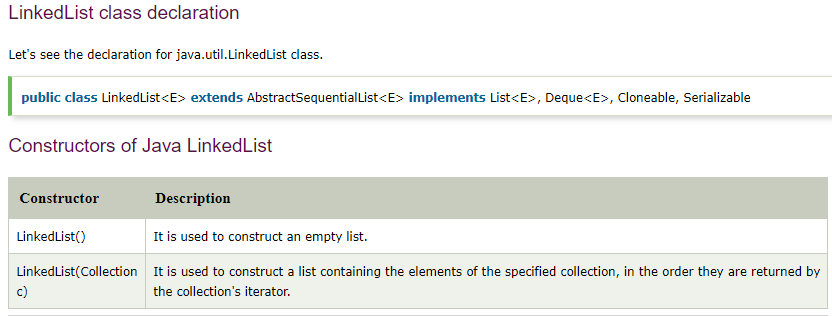 LinkedList class declaration
Let's see the declaration for java.util.LinkedList class.
public class LinkedList<E> extends AbstractSequentialList<E> implements List<E>, Deque<E>, Cloneable, Serializable
Constructors of Java LinkedList
Constructor Description
LinkedList() It is used to construct an empty list.
LinkedList(Collection It is used to construct a list containing the elements of the specified collection, in the order they are returned by
c) the collection's iterator.